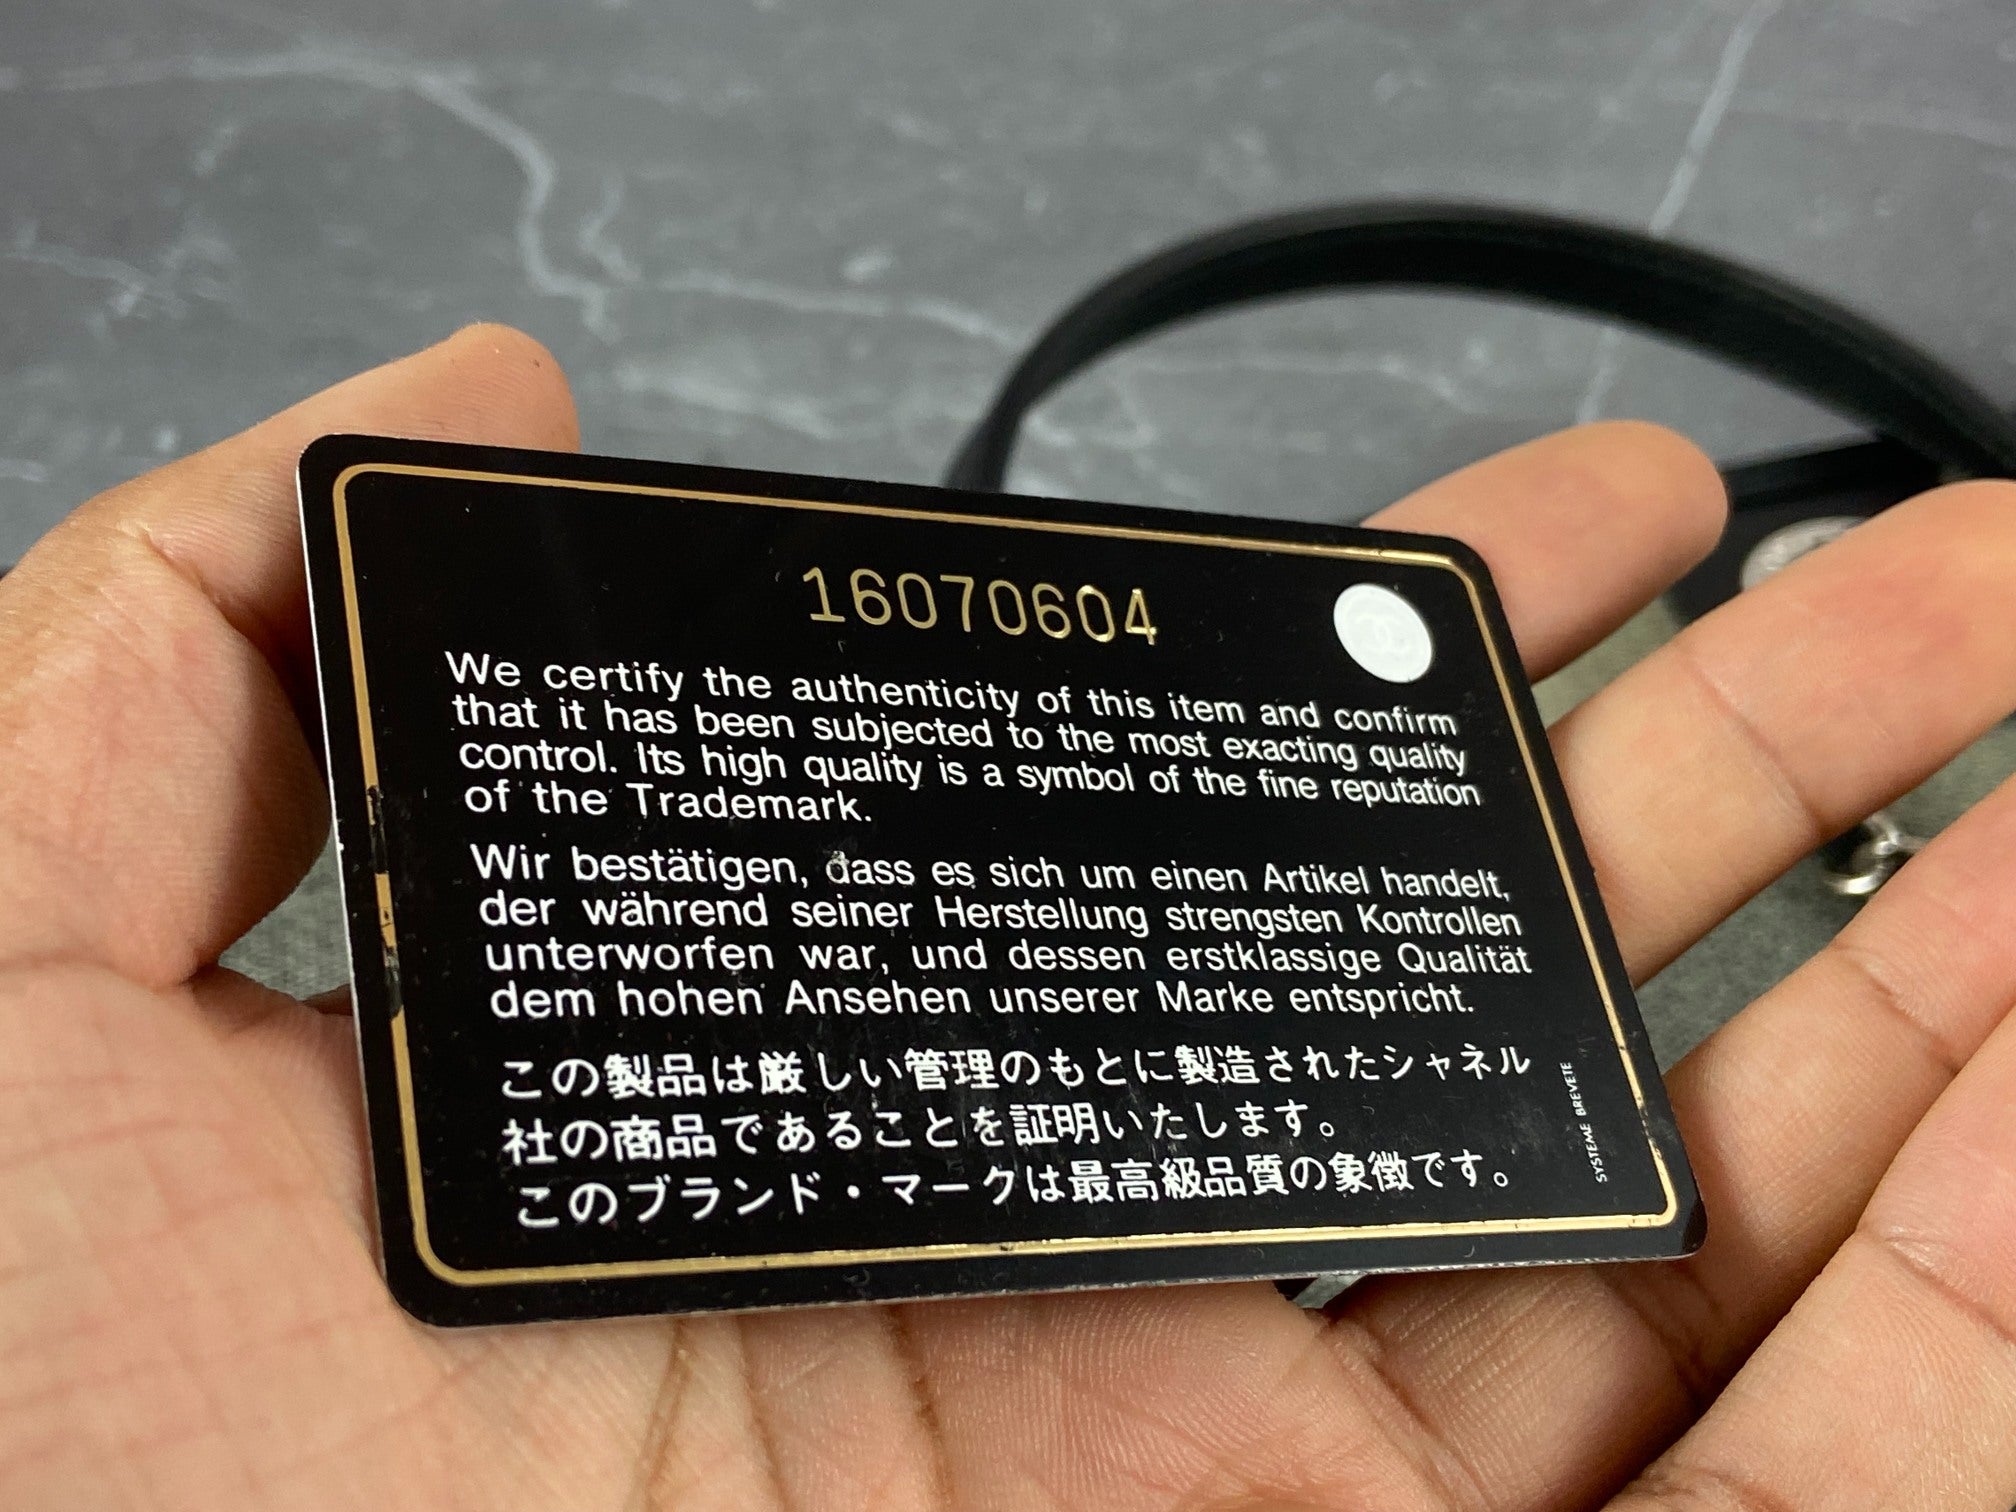 16070604
We certify the authenticity of this item and confirm
that it has been subjected to the most exacting quality
control. Its high quality is a symbol of the fine reputation
of the Trademark.
Wir bestätigen, dass es sich um einen Artikel handelt,
der während seiner Herstellung strengsten Kontrollen
unterworfen war, und dessen erstklassige Qualität
dem hohen Ansehen unserer Marke entspricht.
この製品は厳しい管理のもとに製造されたシャネル
社の商品であることを証明いたします。
このブランド・マークは最高級品質の象徴です。
SYSTEME BREVETE